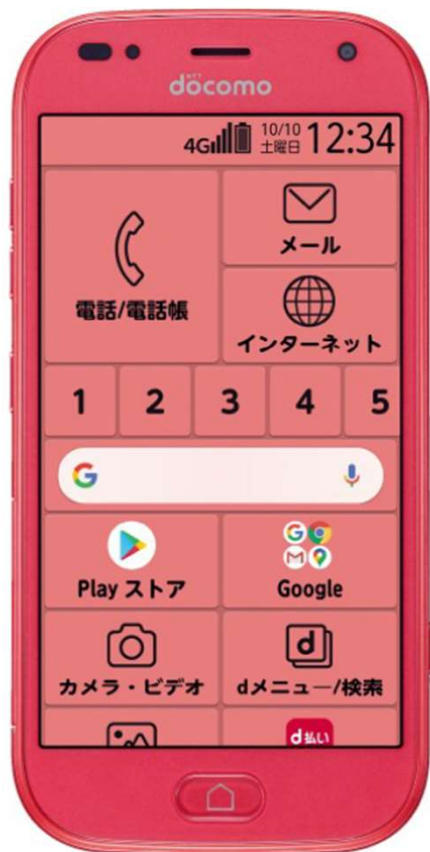 NTT
döcomo
4G 10/10 土曜日 12:34
電話/電話帳
メール
インターネット
1 2 3 4 5
G
Play ストア
Google
カメラ・ビデオ
dメニュー/検索
d払い